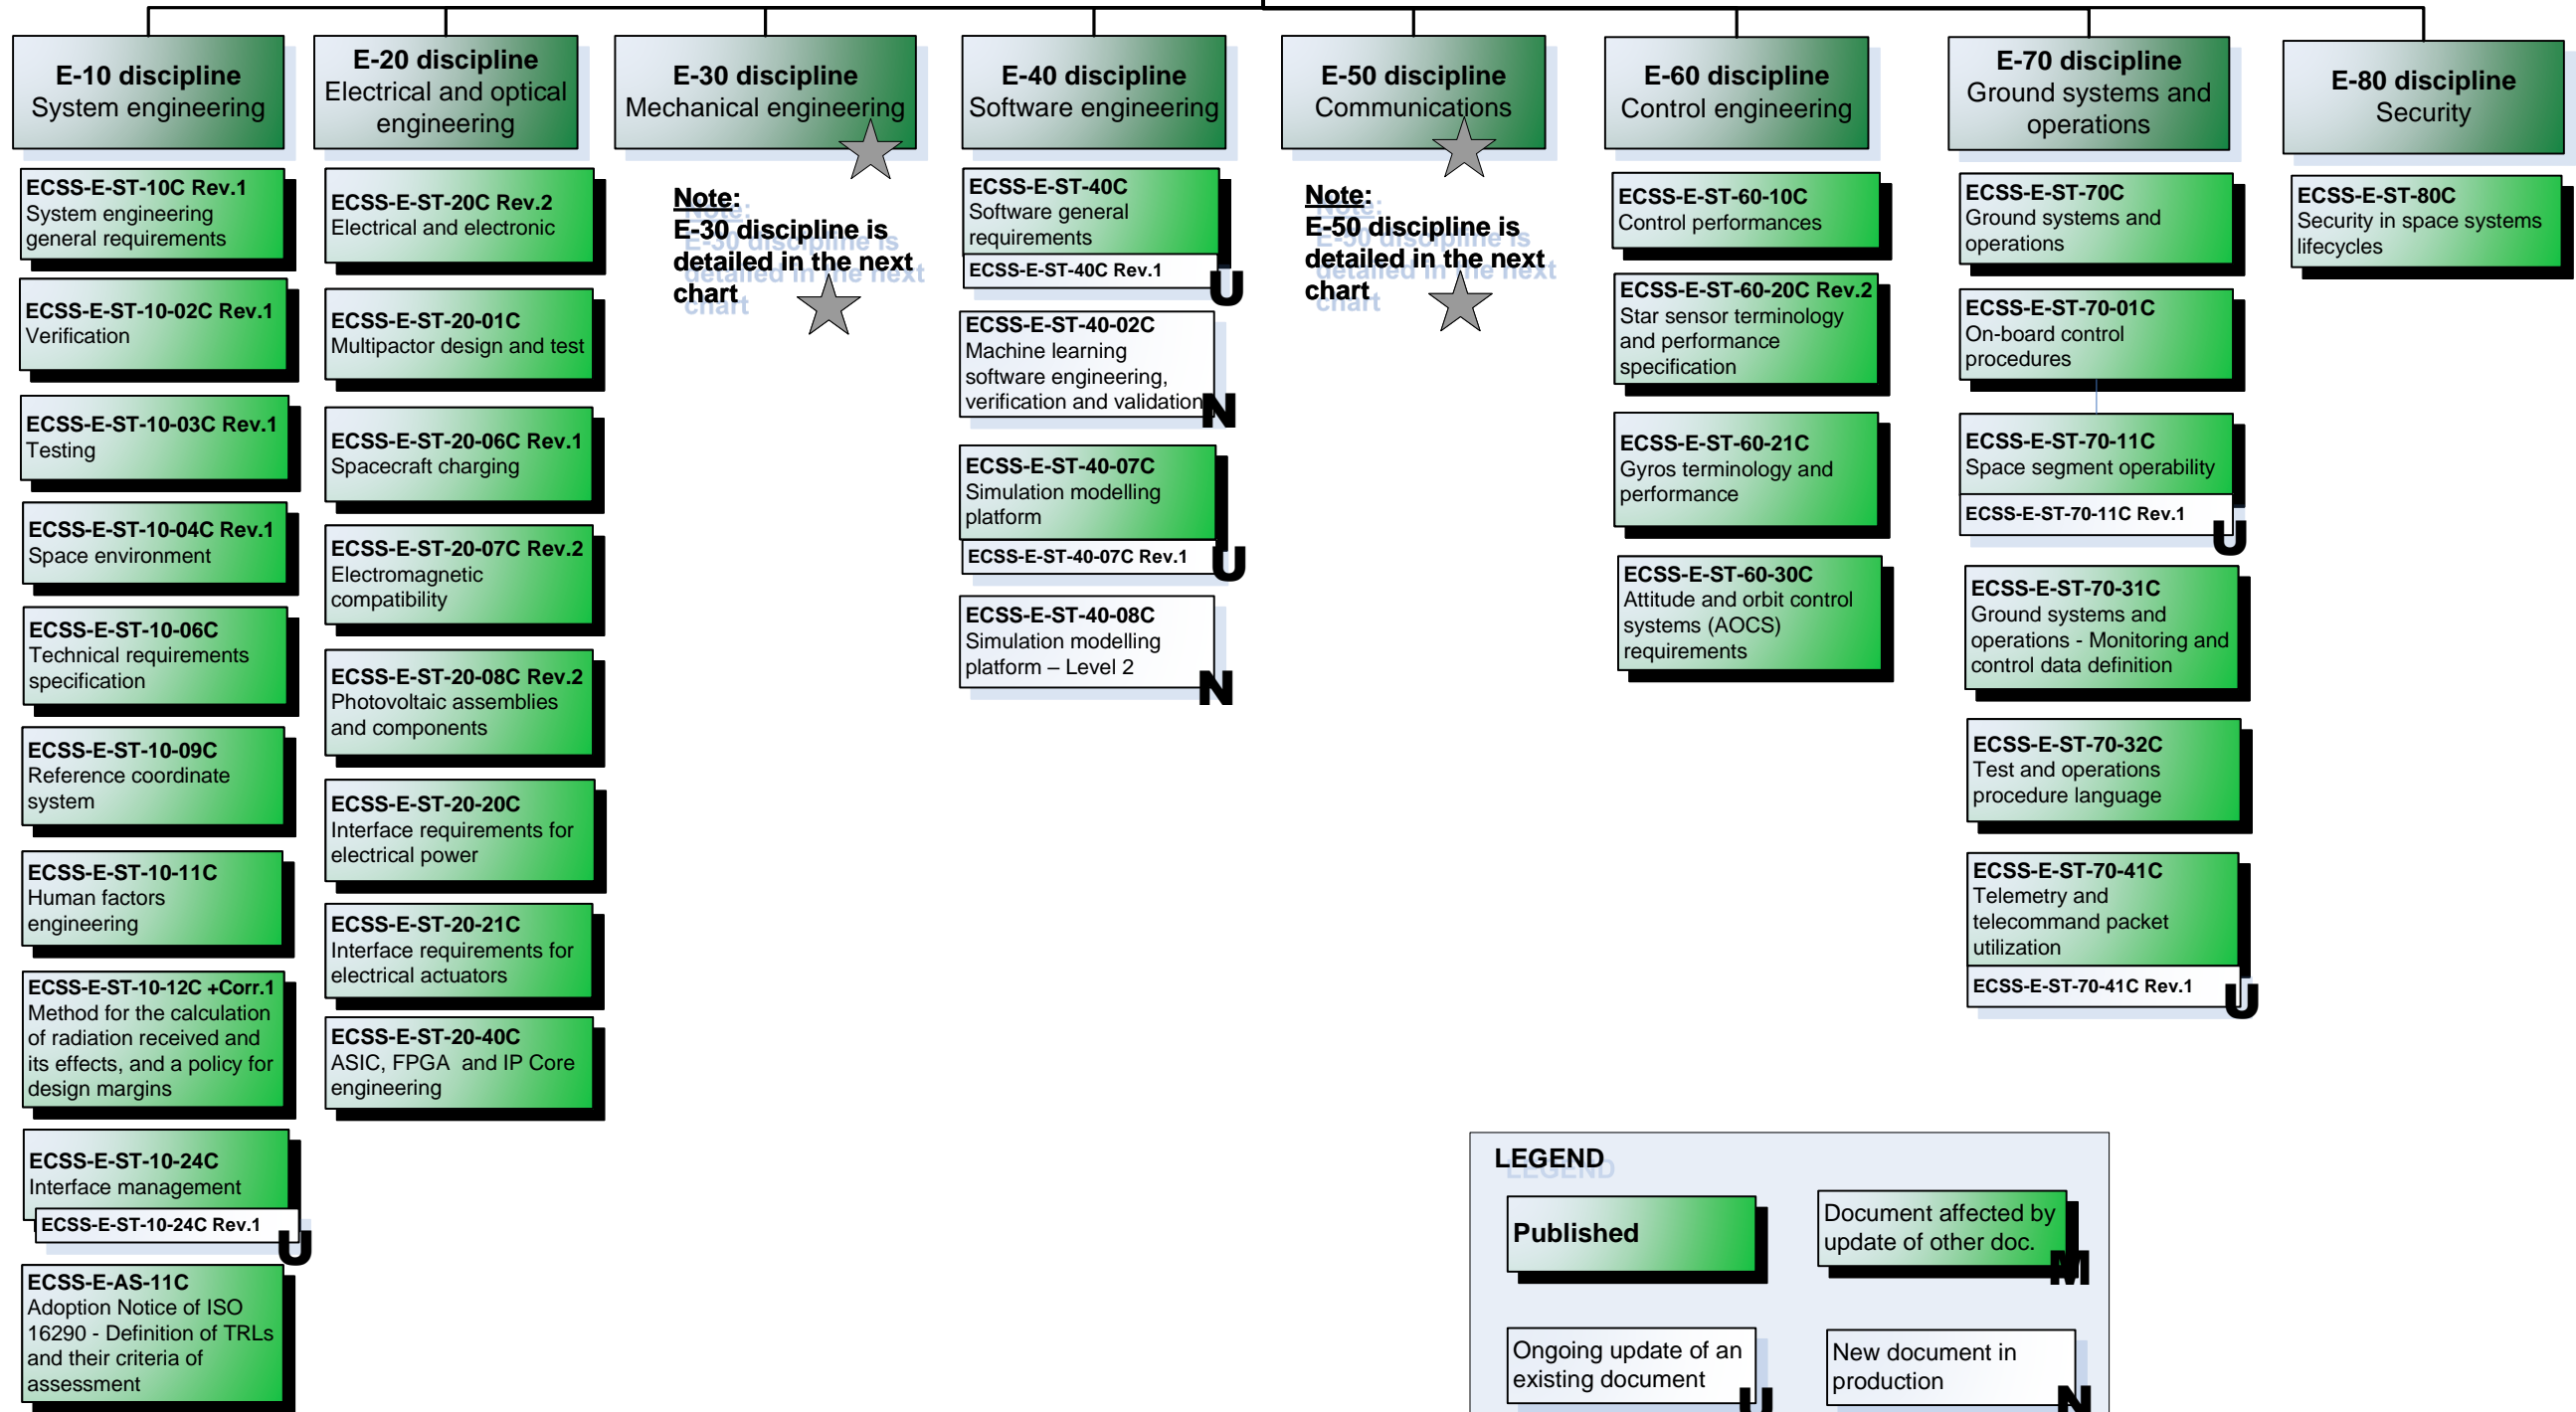 E-10 discipline
System engineering
ECSS-E-ST-10C Rev.1
System engineering
general requirements
ECSS-E-ST-10-02C Rev.1
Verification
ECSS-E-ST-10-03C Rev.1
Testing
ECSS-E-ST-10-04C Rev.1
Space environment
ECSS-E-ST-10-06C
Technical requirements
specification
ECSS-E-ST-10-09C
Reference coordinate
system
ECSS-E-ST-10-11C
Human factors
engineering
ECSS-E-ST-10-12C +Corr.1
Method for the calculation
of radiation received and
its effects, and a policy for
design margins
ECSS-E-ST-10-24C
Interface management
ECSS-E-ST-10-24C Rev.1
U
ECSS-E-AS-11C
Adoption Notice of ISO
16290 - Definition of TRLs
and their criteria of
assessment
E-20 discipline
Electrical and optical
engineering
ECSS-E-ST-20C Rev.2
Electrical and electronic
ECSS-E-ST-20-01C
Multipactor design and test
ECSS-E-ST-20-06C Rev.1
Spacecraft charging
ECSS-E-ST-20-07C Rev.2
Electromagnetic
compatibility
ECSS-E-ST-20-08C Rev.2
Photovoltaic assemblies
and components
ECSS-E-ST-20-20C
Interface requirements for
electrical power
ECSS-E-ST-20-21C
Interface requirements for
electrical actuators
ECSS-E-ST-20-40C
ASIC, FPGA  and IP Core
engineering
E-30 discipline
Mechanical engineering
Note:
E-30 discipline is
detailed in the next
chart
E-40 discipline
Software engineering
ECSS-E-ST-40C
Software general
requirements
ECSS-E-ST-40C Rev.1
U
ECSS-E-ST-40-02C
Machine learning
software engineering,
verification and validation
N
ECSS-E-ST-40-07C
Simulation modelling
platform
ECSS-E-ST-40-07C Rev.1
U
ECSS-E-ST-40-08C
Simulation modelling
platform – Level 2
N
E-50 discipline
Communications
Note:
E-50 discipline is
detailed in the next
chart
E-60 discipline
Control engineering
ECSS-E-ST-60-10C
Control performances
ECSS-E-ST-60-20C Rev.2
Star sensor terminology
and performance
specification
ECSS-E-ST-60-21C
Gyros terminology and
performance
ECSS-E-ST-60-30C
Attitude and orbit control
systems (AOCS)
requirements
E-70 discipline
Ground systems and
operations
ECSS-E-ST-70C
Ground systems and
operations
ECSS-E-ST-70-01C
On-board control
procedures
ECSS-E-ST-70-11C
Space segment operability
ECSS-E-ST-70-11C Rev.1
U
ECSS-E-ST-70-31C
Ground systems and
operations - Monitoring and
control data definition
ECSS-E-ST-70-32C
Test and operations
procedure language
ECSS-E-ST-70-41C
Telemetry and
telecommand packet
utilization
ECSS-E-ST-70-41C Rev.1
U
E-80 discipline
Security
ECSS-E-ST-80C
Security in space systems
lifecycles
LEGEND
Published
Document affected by
update of other doc.
M
Ongoing update of an
existing document
U
New document in
production
N